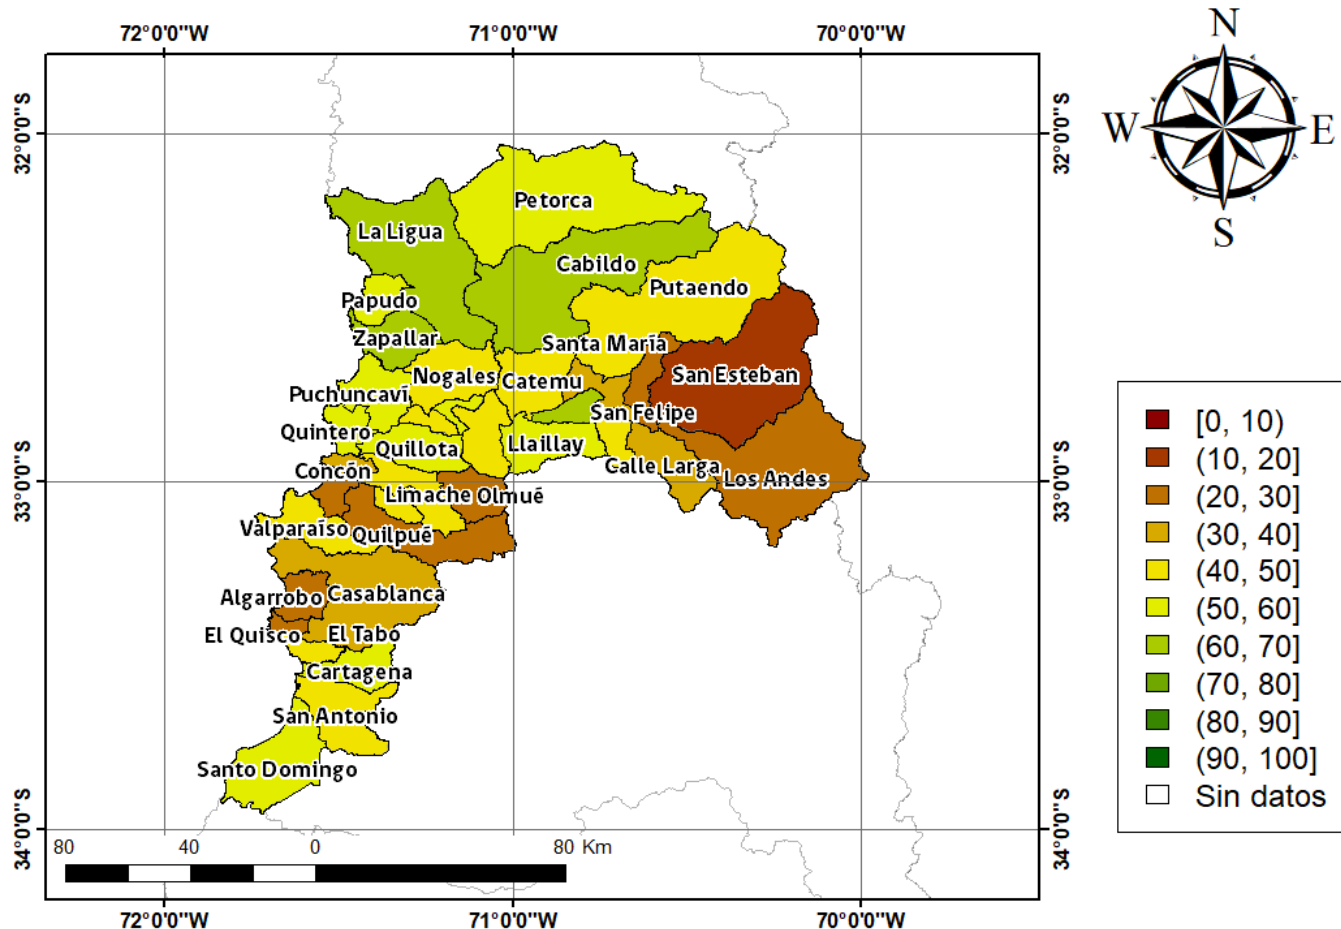 72°0'0"W 71°0'0"W 70°0'0"W
N
W E
S
32°0'0"S 32°0'0"S
Petorca
La Ligua
Cabildo
Putaendo
Papudo
Zapallar
Santa María
Nogales
Catemu
San Esteban
Puchuncaví
San Felipe
Quintero
Quillota
Llaillay
Calle Larga
Concón
Los Andes
33°0'0"S 33°0'0"S
Limache
Olmué
Valparaíso
Quilpué
Algarrobo
Casablanca
El Quisco
El Tabo
Cartagena
San Antonio
Santo Domingo
34°0'0"S 34°0'0"S
80 40 0 80 Km
72°0'0"W 71°0'0"W 70°0'0"W
[0, 10)
(10, 20]
(20, 30]
(30, 40]
(40, 50]
(50, 60]
(60, 70]
(70, 80]
(80, 90]
(90, 100]
Sin datos